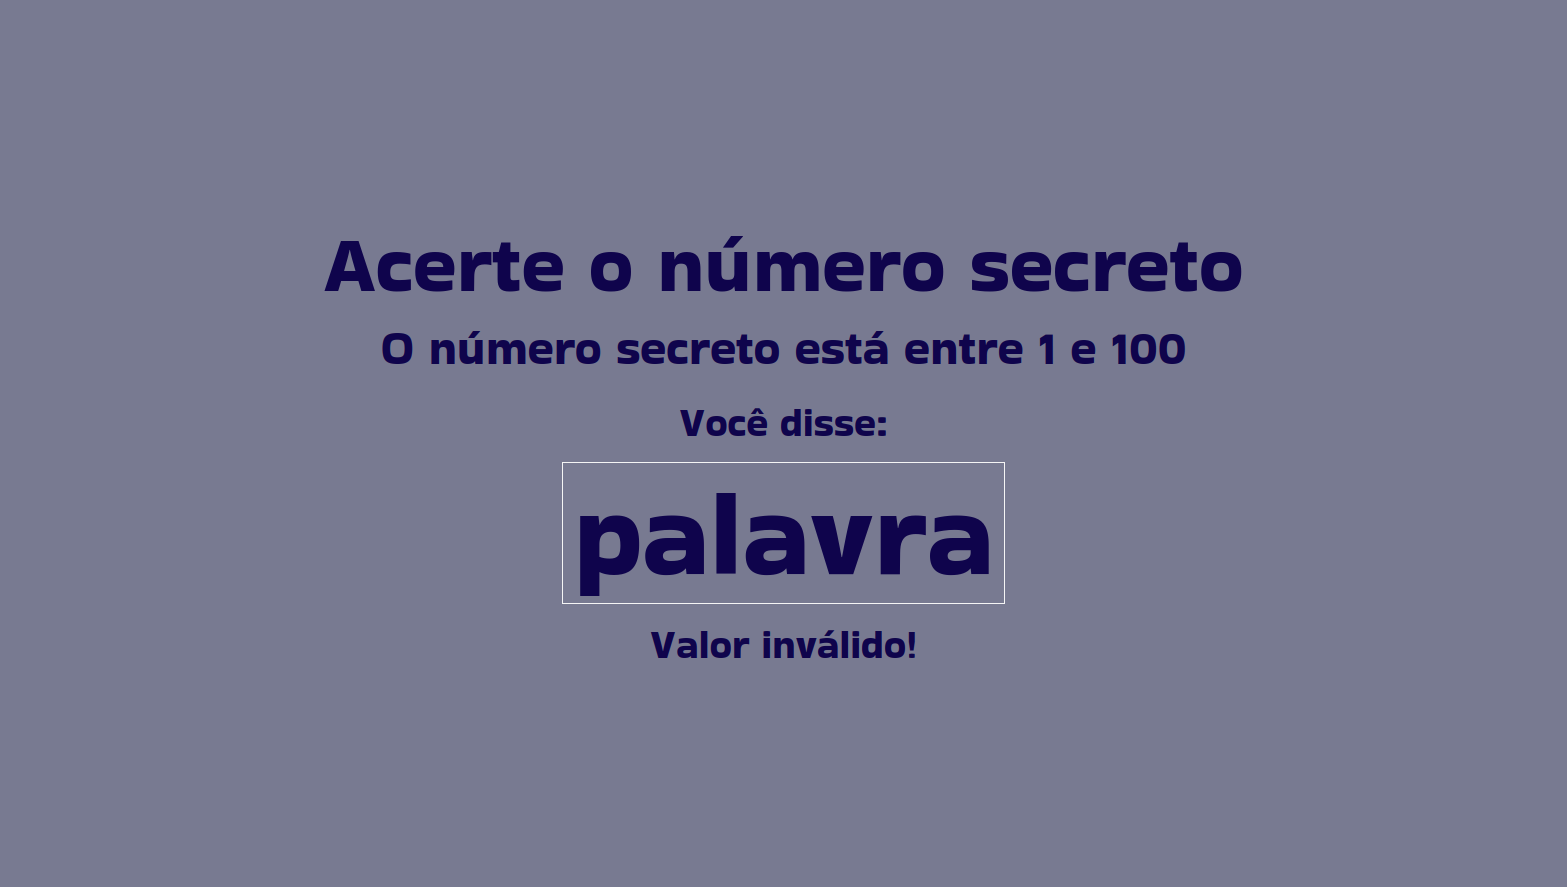 Acerte o número secreto
O número secreto está entre 1 e 100
Você disse:
palavra
Valor inválido!